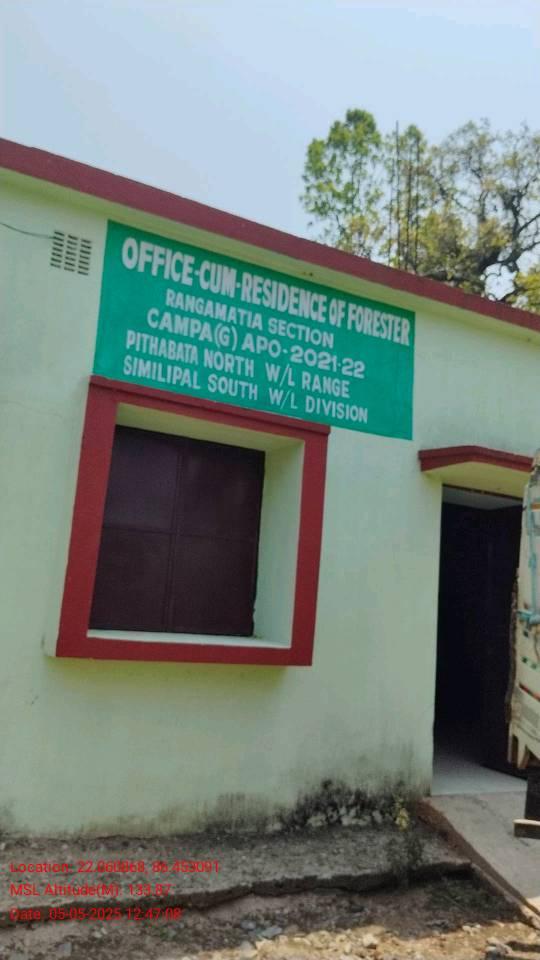 OFFICE-CUM-RESIDENCE OF FORESTER
RANGAMATIA SECTION
CAMPA(G) APO-2021-22
PITHABATA NORTH W/L RANGE
SIMILIPAL SOUTH W/L DIVISION
Location: 22.060868, 86.453091
MSL Altitude(M): 133.87
Date: 05-05-2025 12:47:08